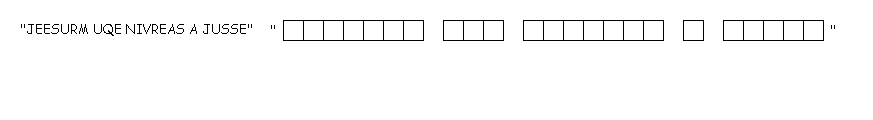 "JEESURM UQE NIVREAS A JUSSE" " "